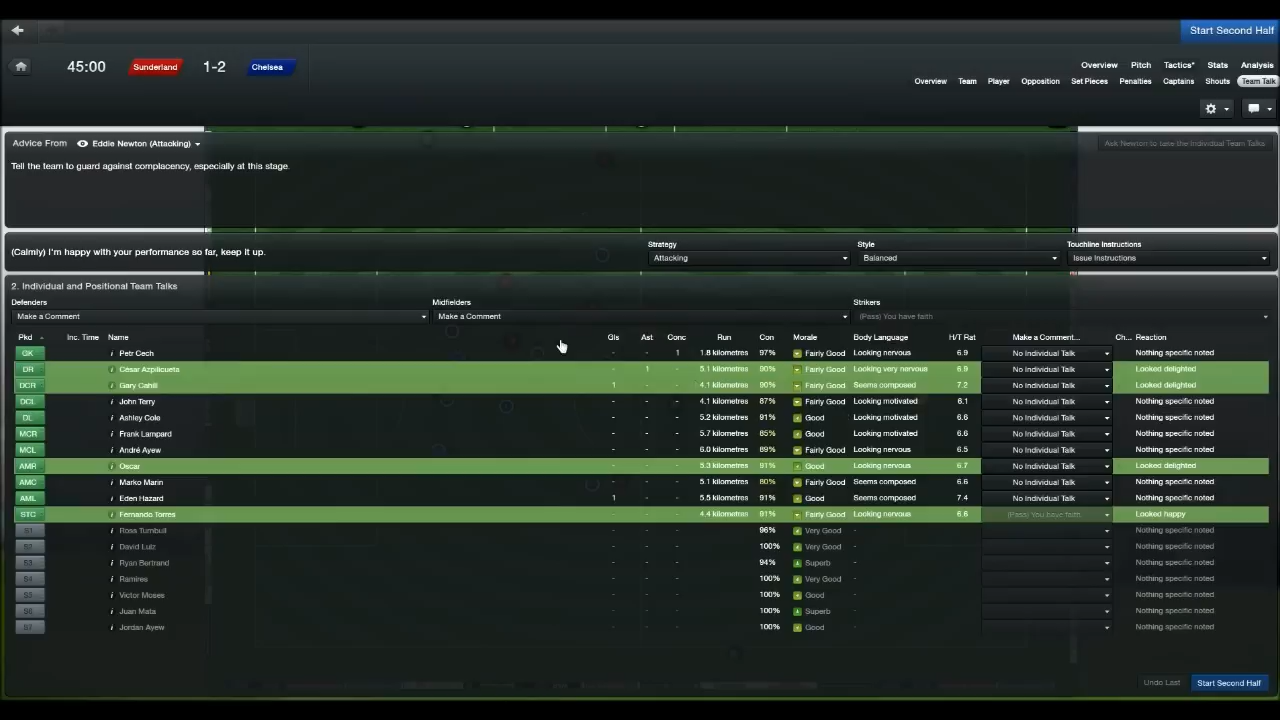 Start Second Half
45:00 Sunderland 1-2 Chelsea
Overview Pitch Tactics* Stats Analysis
Overview Team Player Opposition Set Pieces Penalties Captains Shouts Team Talk
Advice From Eddie Newton (Attacking) Ask Newton to take the Individual Team Talks
Tell the team to guard against complacency, especially at this stage.
Strategy Style Touchline Instructions
(Calmly) I'm happy with your performance so far, keep it up. Attacking Balanced Issue Instructions
2. Individual and Positional Team Talks
Defenders Midfielders Strikers
Make a Comment Make a Comment (Pass) You have faith
Pkd Inc. Time Name Gls Ast Conc Run Con Morale Body Language H/T Rat Make a Comment... Ch... Reaction
GK i Petr Cech - - 1 1.8 kilometres 97% Fairly Good Looking nervous 6.9 No Individual Talk Nothing specific noted
DR i César Azpilicueta - 1 - 5.1 kilometres 90% Fairly Good Looking very nervous 6.9 No Individual Talk Looked delighted
DCR i Gary Cahill 1 - - 4.1 kilometres 90% Fairly Good Seems composed 7.2 No Individual Talk Looked delighted
DCL i John Terry - - - 4.1 kilometres 87% Fairly Good Looking motivated 6.1 No Individual Talk Nothing specific noted
DL i Ashley Cole - - - 5.2 kilometres 91% Good Looking motivated 6.6 No Individual Talk Nothing specific noted
MCR i Frank Lampard - - - 5.7 kilometres 85% Good Looking motivated 6.6 No Individual Talk Nothing specific noted
MCL i André Ayew - - - 6.0 kilometres 89% Fairly Good Looking nervous 6.5 No Individual Talk Nothing specific noted
AMR i Oscar - - - 5.3 kilometres 91% Good Looking nervous 6.7 No Individual Talk Looked delighted
AMC i Marko Marin - - - 5.1 kilometres 80% Fairly Good Seems composed 6.6 No Individual Talk Nothing specific noted
AML i Eden Hazard 1 - - 5.5 kilometres 91% Good Seems composed 7.4 No Individual Talk Nothing specific noted
STC i Fernando Torres - - - 4.4 kilometres 91% Fairly Good Looking nervous 6.6 (Pass) You have faith Looked happy
S1 i Ross Turnbull - - - 96% Very Good - Nothing specific noted
S2 i David Luiz - - - 100% Very Good - Nothing specific noted
S3 i Ryan Bertrand - - - 94% Superb - Nothing specific noted
S4 i Ramires - - - 100% Very Good - Nothing specific noted
S5 i Victor Moses - - - 100% Good - Nothing specific noted
S6 i Juan Mata - - - 100% Superb - Nothing specific noted
S7 i Jordan Ayew - - - 100% Good - Nothing specific noted
Undo Last Start Second Half